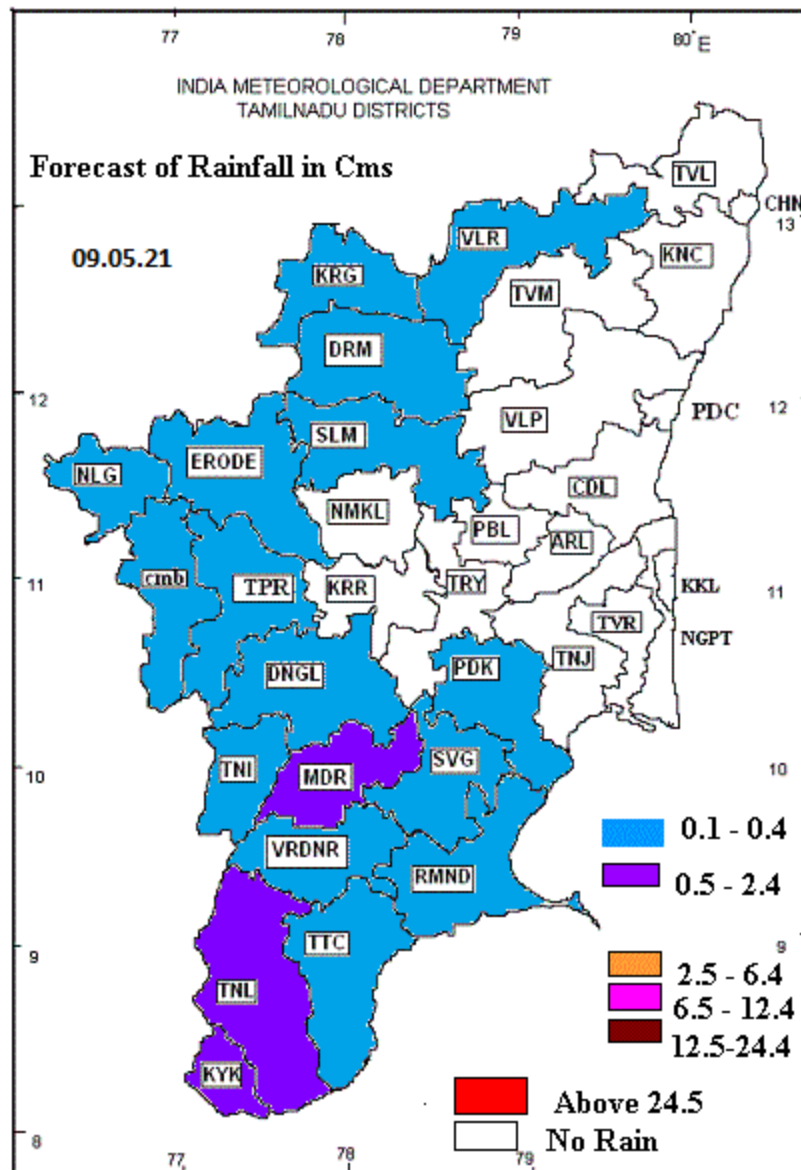 77 78 79 80°E
INDIA METEOROLOGICAL DEPARTMENT
TAMILNADU DISTRICTS
Forecast of Rainfall in Cms
TVL
CHN
13
VLR
KNC
09.05.21
KRG
TVM
DRM
12
12
PDC
VLP
SLM
ERODE
NLG
CDL
NMKL
PBL
ARL
11
cmb
TPR
KRR
TRY
KKL
11
TVR
NGPT
DNGL
PDK
TNJ
10
TNI
MDR
SVG
10
0.1 - 0.4
VRDNR
RMND
0.5 - 2.4
9
TTC
9
2.5 - 6.4
TNL
6.5 - 12.4
12.5-24.4
KYK
Above 24.5
8
No Rain
77 78 79